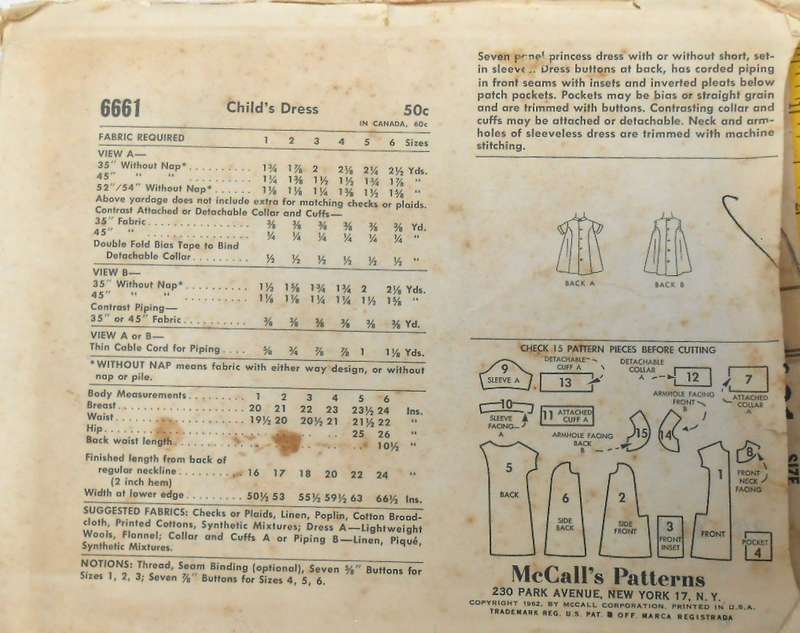 6661 Child's Dress 50c
IN CANADA, 60c
FABRIC REQUIRED 1 2 3 4 5 6 Sizes
VIEW A—
35" Without Nap* 1¾ 1⅞ 2 2⅛ 2¼ 2½ Yds.
45" " " 1¼ 1⅜ 1½ 1½ 1¾ 1⅞ "
52"/54" Without Nap* 1⅛ 1⅛ 1¼ 1⅜ 1½ 1⅝ "
Above yardage does not include extra for matching checks or plaids.
Contrast Attached or Detachable Collar and Cuffs—
35" Fabric ⅜ ⅜ ⅜ ⅜ ⅜ ⅜ Yd.
45" " ¼ ¼ ¼ ¼ ¼ ¼ "
Double Fold Bias Tape to Bind
Detachable Collar ½ ½ ½ ½ ½ ½ "
VIEW B—
35" Without Nap* 1½ 1⅝ 1¾ 1¾ 2 2⅛ Yds.
45" " " 1⅛ 1⅛ 1¼ 1¼ 1½ 1⅝ "
Contrast Piping—
35" or 45" Fabric ⅜ ⅜ ⅜ ⅜ ⅜ ⅜ Yd.
VIEW A or B—
Thin Cable Cord for Piping ⅝ ¾ ⅞ ⅞ 1 1⅛ Yds.
*WITHOUT NAP means fabric with either way design, or without
nap or pile.
Body Measurements 1 2 3 4 5 6
Breast 20 21 22 23 23½ 24 Ins.
Waist 19½ 20 20½ 21 21½ 22 "
Hip 25 26 "
Back waist length 10½ "
Finished length from back of
regular neckline 16 17 18 20 22 24 "
(2 inch hem)
Width at lower edge 50½ 53 55½ 59½ 63 66½ Ins.
SUGGESTED FABRICS: Checks or Plaids, Linen, Poplin, Cotton Broad-
cloth, Printed Cottons, Synthetic Mixtures; Dress A—Lightweight
Wools, Flannel; Collar and Cuffs A or Piping B—Linen, Piqué,
Synthetic Mixtures.
NOTIONS: Thread, Seam Binding (optional), Seven ⅝" Buttons for
Sizes 1, 2, 3; Seven ⅞" Buttons for Sizes 4, 5, 6.
Seven panel princess dress with or without short, set-
in sleeve .. Dress buttons at back, has corded piping
in front seams with insets and inverted pleats below
patch pockets. Pockets may be bias or straight grain
and are trimmed with buttons. Contrasting collar and
cuffs may be attached or detachable. Neck and arm-
holes of sleeveless dress are trimmed with machine
stitching.
BACK A
BACK B
CHECK 15 PATTERN PIECES BEFORE CUTTING
9
SLEEVE A
DETACHABLE
CUFF A
13
DETACHABLE
COLLAR
A
12
7
ATTACHED
COLLAR
A
10
SLEEVE
FACING
A
11 ATTACHED
CUFF A
ARMHOLE FACING
FRONT
B
14
ARMHOLE FACING
BACK
B
15
8
FRONT
NECK
FACING
5
BACK
6
SIDE
BACK
2
SIDE
FRONT
3
FRONT
INSET
1
FRONT
POCKET
4
McCall's Patterns
230 PARK AVENUE, NEW YORK 17, N.Y.
COPYRIGHT 1962, BY MCCALL CORPORATION. PRINTED IN U.S.A.
TRADEMARK REG. U.S. PAT. & OFF. MARCA REGISTRADA